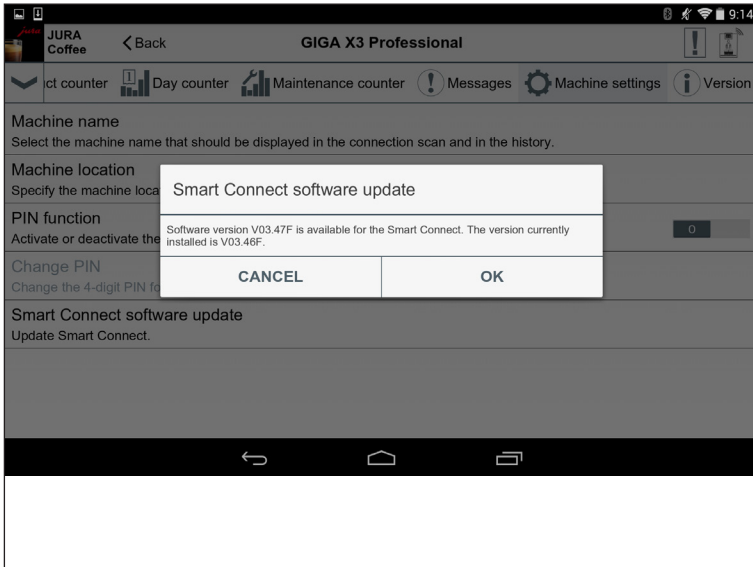 9:14
jura
JURA
Coffee
Back
GIGA X3 Professional
ct counter
1
Day counter
Maintenance counter
Messages
Machine settings
Version
Machine name
Select the machine name that should be displayed in the connection scan and in the history.
Machine location
Specify the machine loca
PIN function
Activate or deactivate the
O
Change PIN
Change the 4-digit PIN fo
Smart Connect software update
Software version V03.47F is available for the Smart Connect. The version currently
installed is V03.46F.
CANCEL
OK
Smart Connect software update
Update Smart Connect.